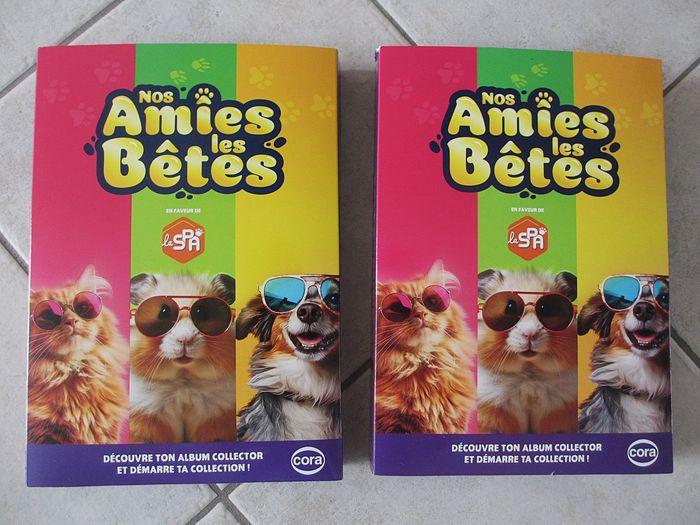 Nos
Amies
les
Bêtes
EN FAVEUR DE
la SPA
DÉCOUVRE TON ALBUM COLLECTOR
ET DÉMARRE TA COLLECTION !
cora
Nos
Amies
les
Bêtes
EN FAVEUR DE
la SPA
DÉCOUVRE TON ALBUM COLLECTOR
ET DÉMARRE TA COLLECTION !
cora